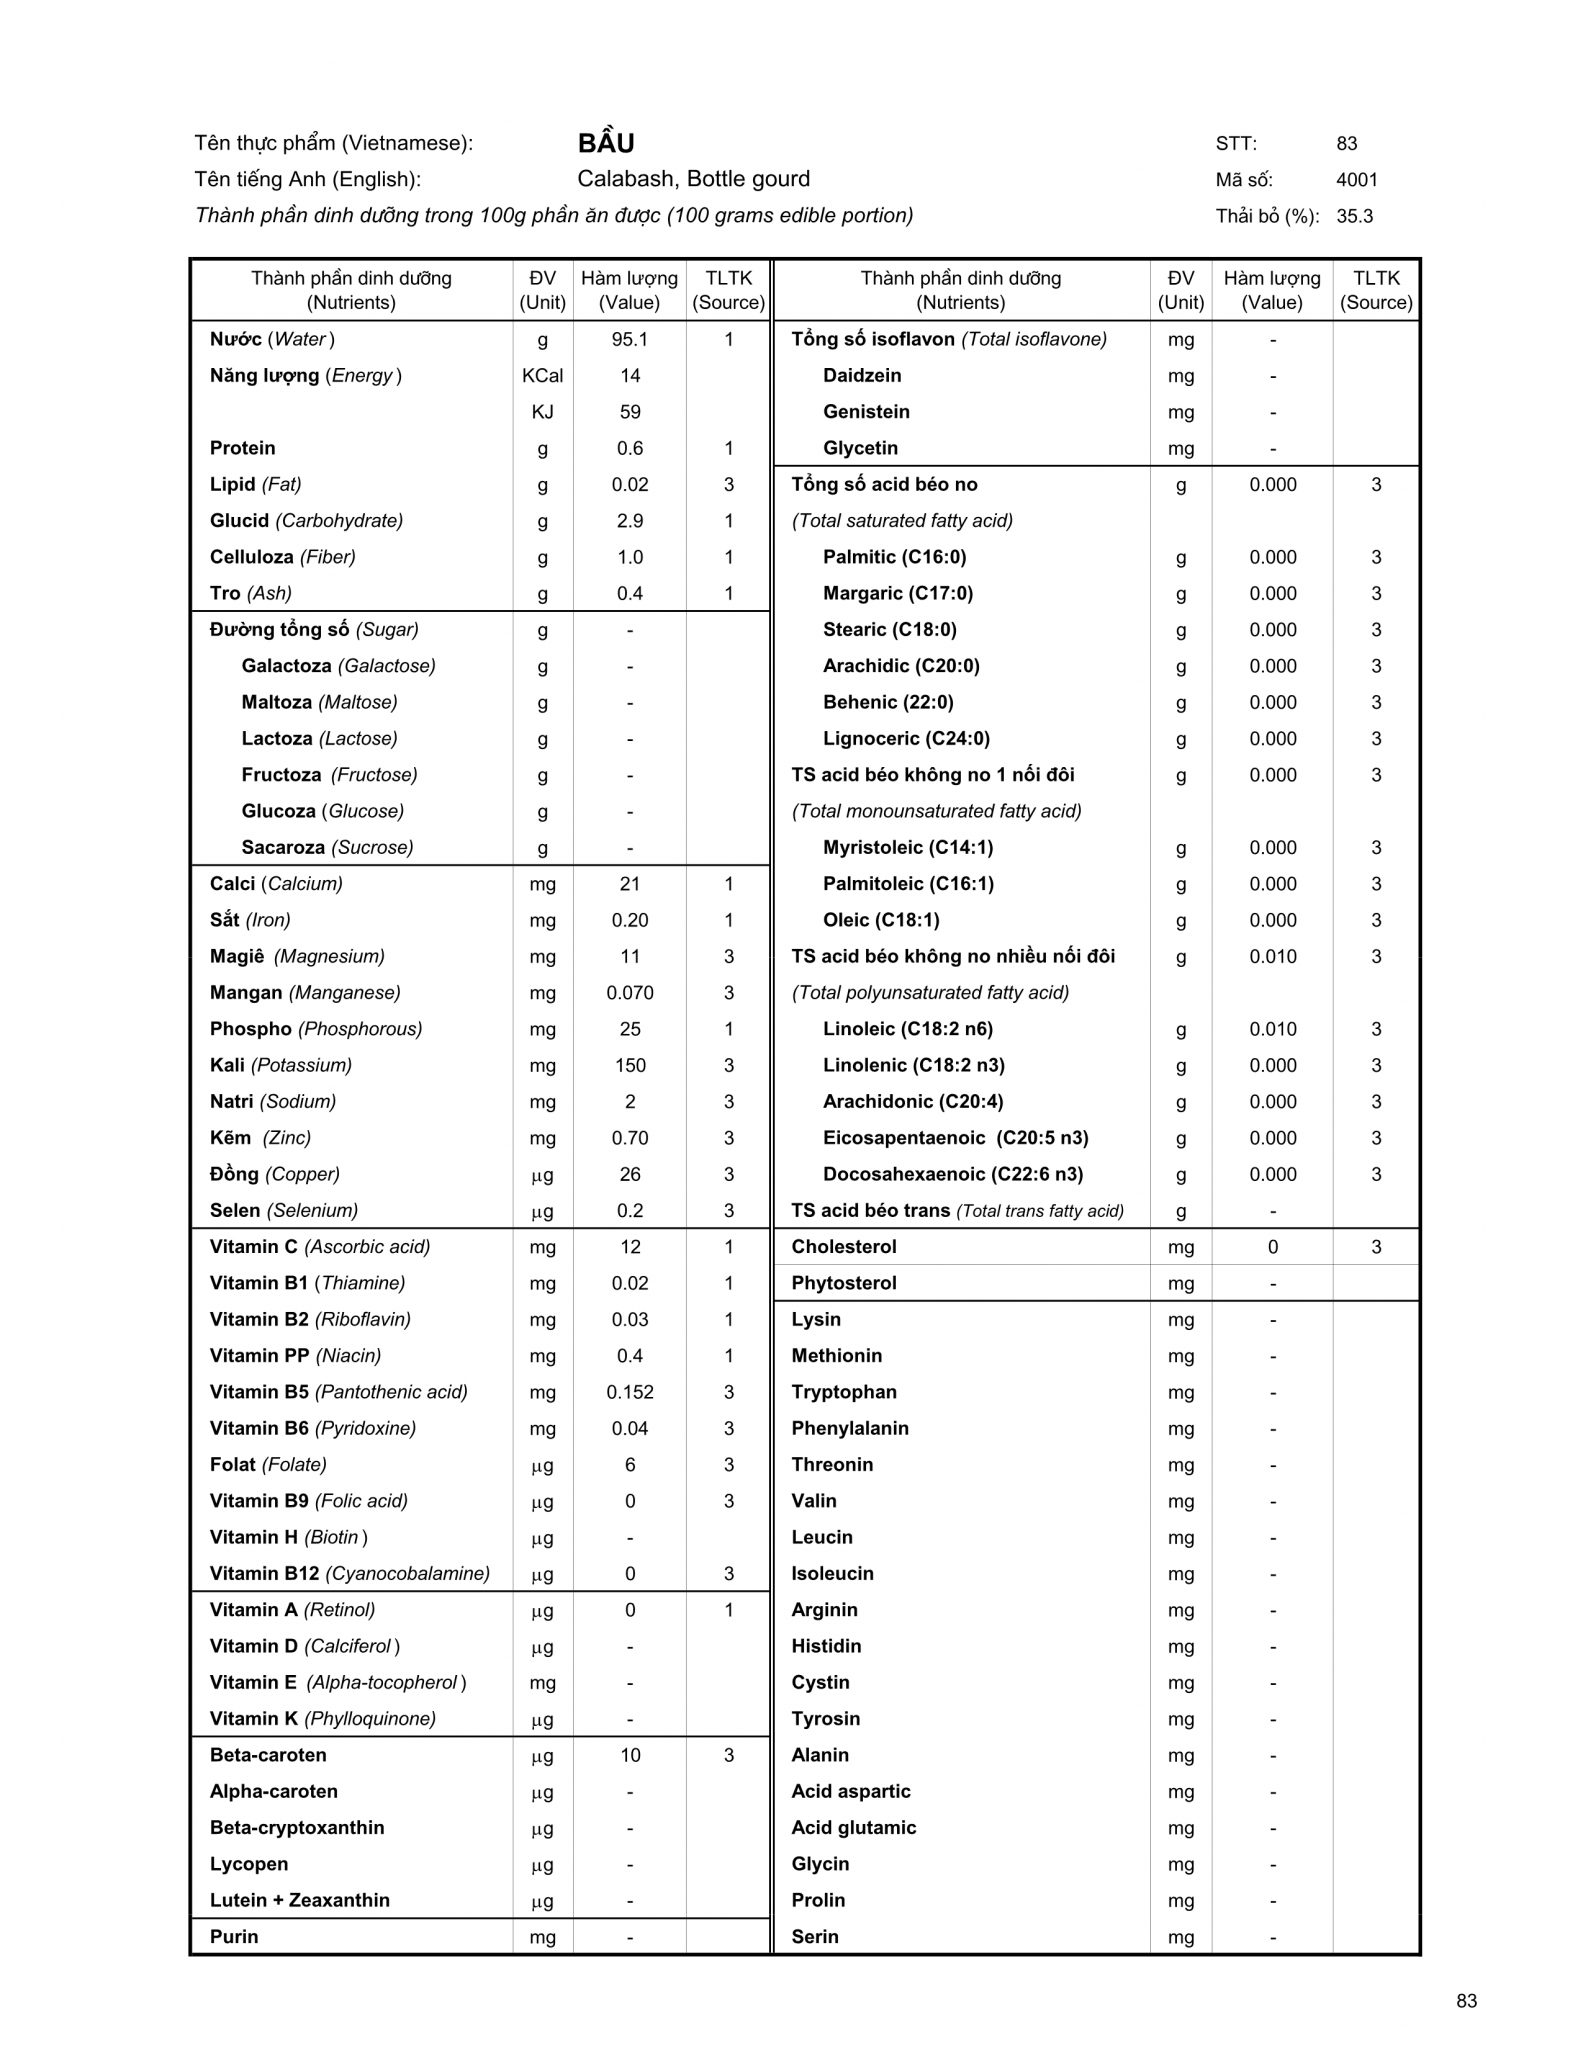 Tên thực phẩm (Vietnamese): BẦU STT: 83
Tên tiếng Anh (English): Calabash, Bottle gourd Mã số: 4001
Thành phần dinh dưỡng trong 100g phần ăn được (100 grams edible portion) Thải bỏ (%): 35.3
Thành phần dinh dưỡng ĐV Hàm lượng TLTK
(Nutrients) (Unit) (Value) (Source)
Nước (Water) g 95.1 1
Năng lượng (Energy) KCal 14
KJ 59
Protein g 0.6 1
Lipid (Fat) g 0.02 3
Glucid (Carbohydrate) g 2.9 1
Celluloza (Fiber) g 1.0 1
Tro (Ash) g 0.4 1
Đường tổng số (Sugar) g -
Galactoza (Galactose) g -
Maltoza (Maltose) g -
Lactoza (Lactose) g -
Fructoza (Fructose) g -
Glucoza (Glucose) g -
Sacaroza (Sucrose) g -
Calci (Calcium) mg 21 1
Sắt (Iron) mg 0.20 1
Magiê (Magnesium) mg 11 3
Mangan (Manganese) mg 0.070 3
Phospho (Phosphorous) mg 25 1
Kali (Potassium) mg 150 3
Natri (Sodium) mg 2 3
Kẽm (Zinc) mg 0.70 3
Đồng (Copper) µg 26 3
Selen (Selenium) µg 0.2 3
Vitamin C (Ascorbic acid) mg 12 1
Vitamin B1 (Thiamine) mg 0.02 1
Vitamin B2 (Riboflavin) mg 0.03 1
Vitamin PP (Niacin) mg 0.4 1
Vitamin B5 (Pantothenic acid) mg 0.152 3
Vitamin B6 (Pyridoxine) mg 0.04 3
Folat (Folate) µg 6 3
Vitamin B9 (Folic acid) µg 0 3
Vitamin H (Biotin) µg -
Vitamin B12 (Cyanocobalamine) µg 0 3
Vitamin A (Retinol) µg 0 1
Vitamin D (Calciferol) µg -
Vitamin E (Alpha-tocopherol) mg -
Vitamin K (Phylloquinone) µg -
Beta-caroten µg 10 3
Alpha-caroten µg -
Beta-cryptoxanthin µg -
Lycopen µg -
Lutein + Zeaxanthin µg -
Purin mg -
Thành phần dinh dưỡng ĐV Hàm lượng TLTK
(Nutrients) (Unit) (Value) (Source)
Tổng số isoflavon (Total isoflavone) mg -
Daidzein mg -
Genistein mg -
Glycetin mg -
Tổng số acid béo no g 0.000 3
(Total saturated fatty acid)
Palmitic (C16:0) g 0.000 3
Margaric (C17:0) g 0.000 3
Stearic (C18:0) g 0.000 3
Arachidic (C20:0) g 0.000 3
Behenic (22:0) g 0.000 3
Lignoceric (C24:0) g 0.000 3
TS acid béo không no 1 nối đôi g 0.000 3
(Total monounsaturated fatty acid)
Myristoleic (C14:1) g 0.000 3
Palmitoleic (C16:1) g 0.000 3
Oleic (C18:1) g 0.000 3
TS acid béo không no nhiều nối đôi g 0.010 3
(Total polyunsaturated fatty acid)
Linoleic (C18:2 n6) g 0.010 3
Linolenic (C18:2 n3) g 0.000 3
Arachidonic (C20:4) g 0.000 3
Eicosapentaenoic (C20:5 n3) g 0.000 3
Docosahexaenoic (C22:6 n3) g 0.000 3
TS acid béo trans (Total trans fatty acid) g -
Cholesterol mg 0 3
Phytosterol mg -
Lysin mg -
Methionin mg -
Tryptophan mg -
Phenylalanin mg -
Threonin mg -
Valin mg -
Leucin mg -
Isoleucin mg -
Arginin mg -
Histidin mg -
Cystin mg -
Tyrosin mg -
Alanin mg -
Acid aspartic mg -
Acid glutamic mg -
Glycin mg -
Prolin mg -
Serin mg -
83